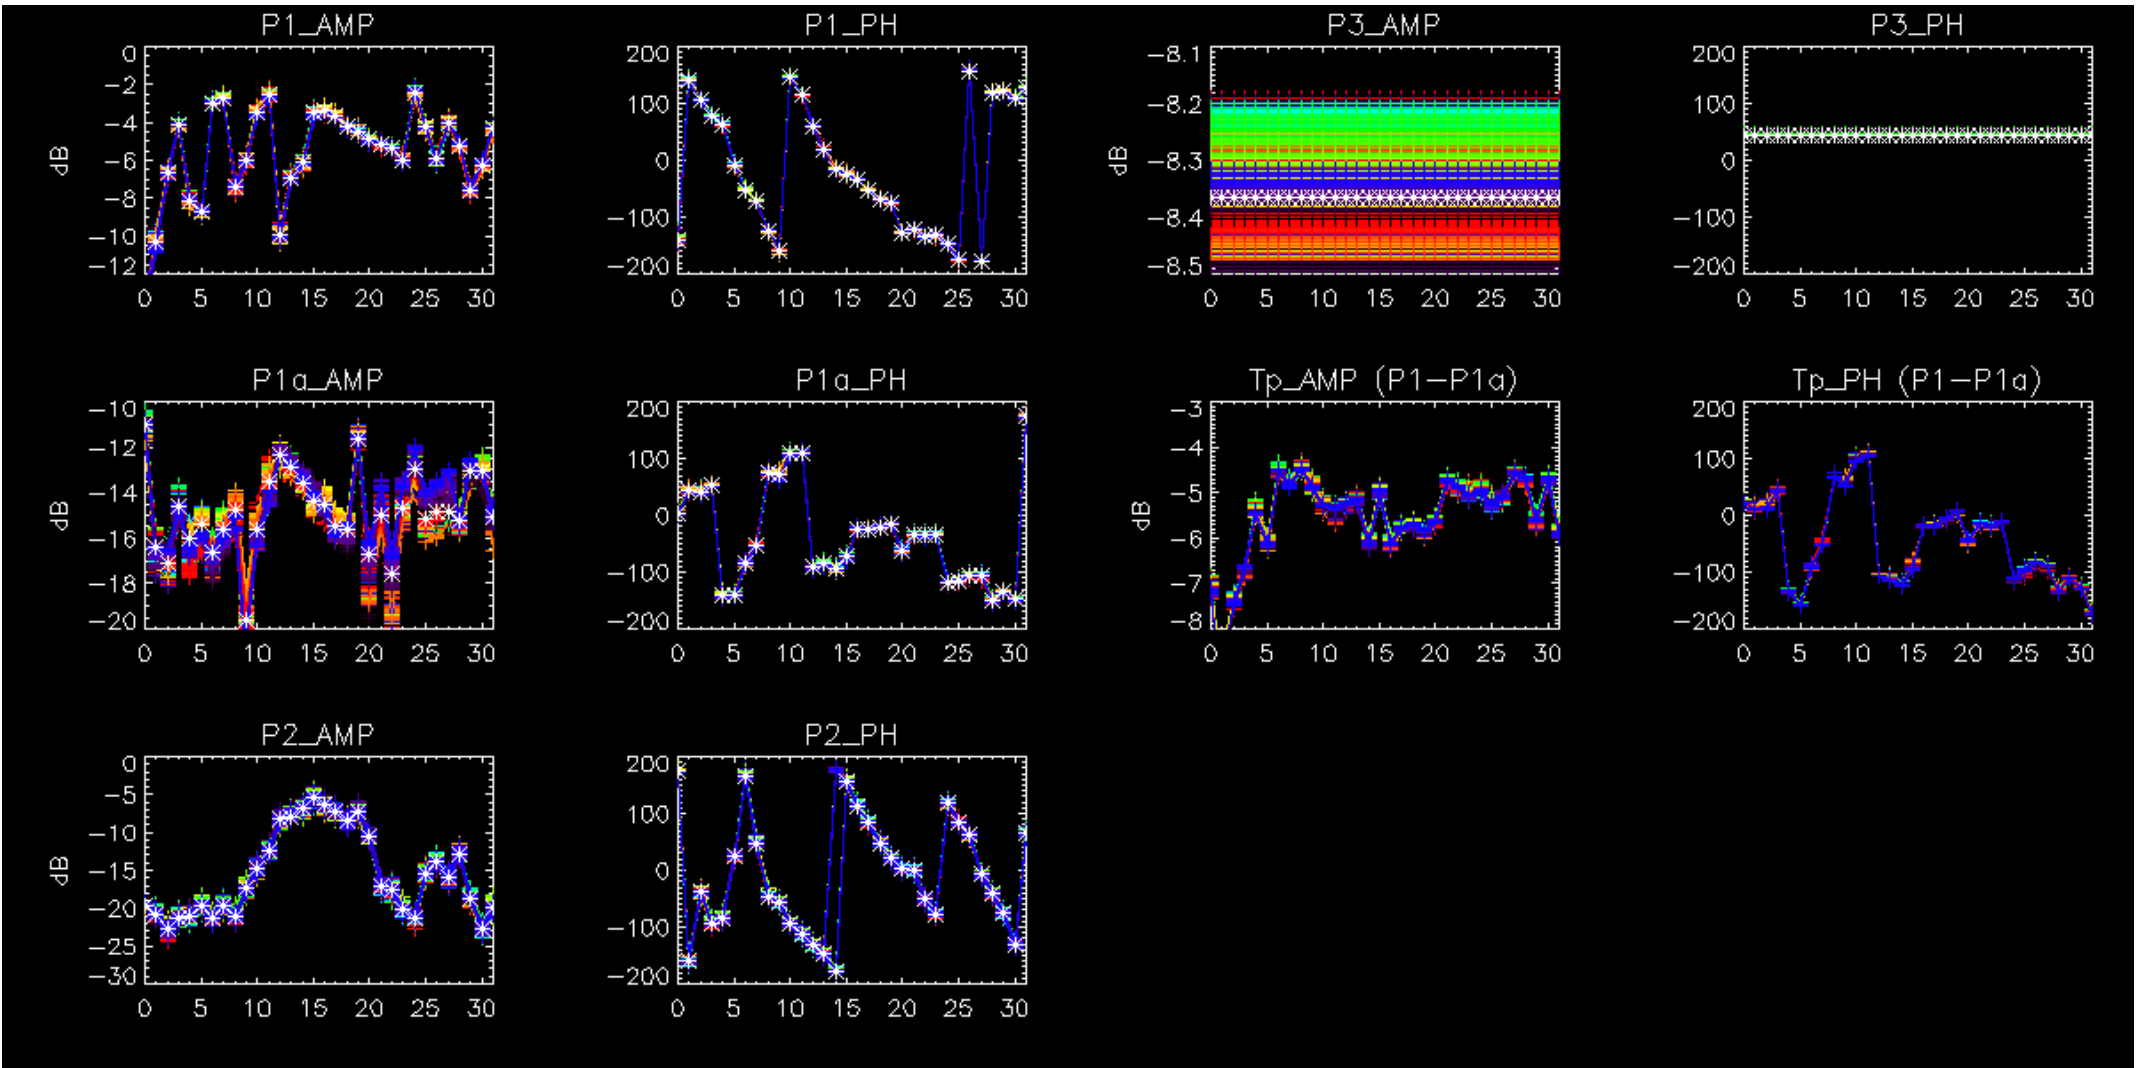 P1_AMP
P1_PH
P3_AMP
P3_PH
0
−2
−4
−6
−8
−10
−12
dB
0 5 10 15 20 25 30
200
100
0
−100
−200
0 5 10 15 20 25 30
−8.1
−8.2
−8.3
−8.4
−8.5
dB
0 5 10 15 20 25 30
200
100
0
−100
−200
0 5 10 15 20 25 30
P1a_AMP
P1a_PH
Tp_AMP (P1−P1a)
Tp_PH (P1−P1a)
−10
−12
−14
−16
−18
−20
dB
0 5 10 15 20 25 30
200
100
0
−100
−200
0 5 10 15 20 25 30
−3
−4
−5
−6
−7
−8
dB
0 5 10 15 20 25 30
200
100
0
−100
−200
0 5 10 15 20 25 30
P2_AMP
P2_PH
0
−5
−10
−15
−20
−25
−30
dB
0 5 10 15 20 25 30
200
100
0
−100
−200
0 5 10 15 20 25 30